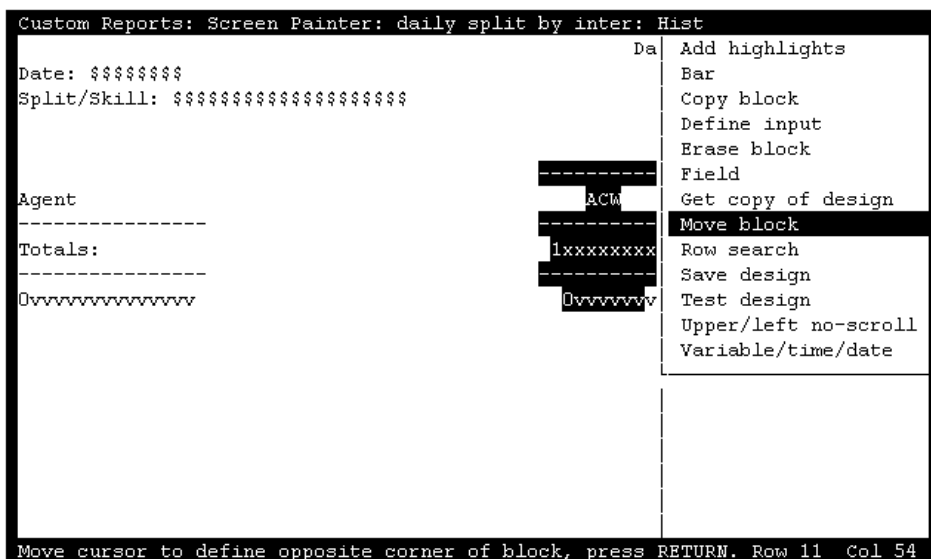 Custom Reports: Screen Painter: daily split by inter: Hist
Da
Date: $$$$$$$$
Split/Skill: $$$$$$$$$$$$$$$$$$$$
----------
Agent ACW
---------------- ----------
Totals: 1xxxxxxxx
---------------- ----------
0vvvvvvvvvvvvvv 0vvvvvvv
Add highlights
Bar
Copy block
Define input
Erase block
Field
Get copy of design
Move block
Row search
Save design
Test design
Upper/left no-scroll
Variable/time/date
Move cursor to define opposite corner of block, press RETURN. Row 11 Col 54